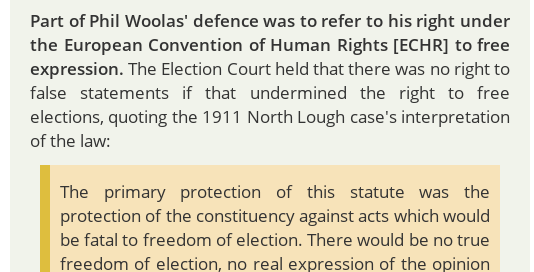 Part of Phil Woolas' defence was to refer to his right under
the European Convention of Human Rights [ECHR] to free
expression. The Election Court held that there was no right to
false statements if that undermined the right to free
elections, quoting the 1911 North Lough case's interpretation
of the law:
The primary protection of this statute was the
protection of the constituency against acts which would
be fatal to freedom of election. There would be no true
freedom of election, no real expression of the opinion